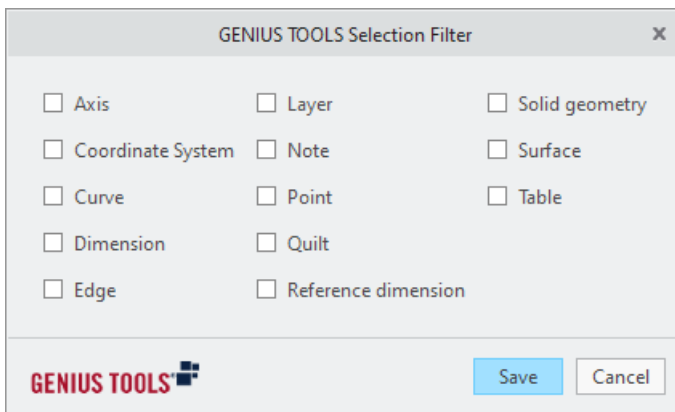 GENIUS TOOLS Selection Filter
Axis
Coordinate System
Curve
Dimension
Edge
Layer
Note
Point
Quilt
Reference dimension
Solid geometry
Surface
Table
GENIUS TOOLS
Save
Cancel